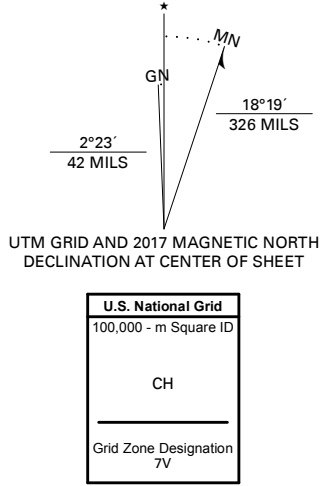 ★
MN
GN
18°19´
326 MILS
2°23´
42 MILS
UTM GRID AND 2017 MAGNETIC NORTH
DECLINATION AT CENTER OF SHEET
U.S. National Grid
100,000 - m Square ID
CH
Grid Zone Designation
7V